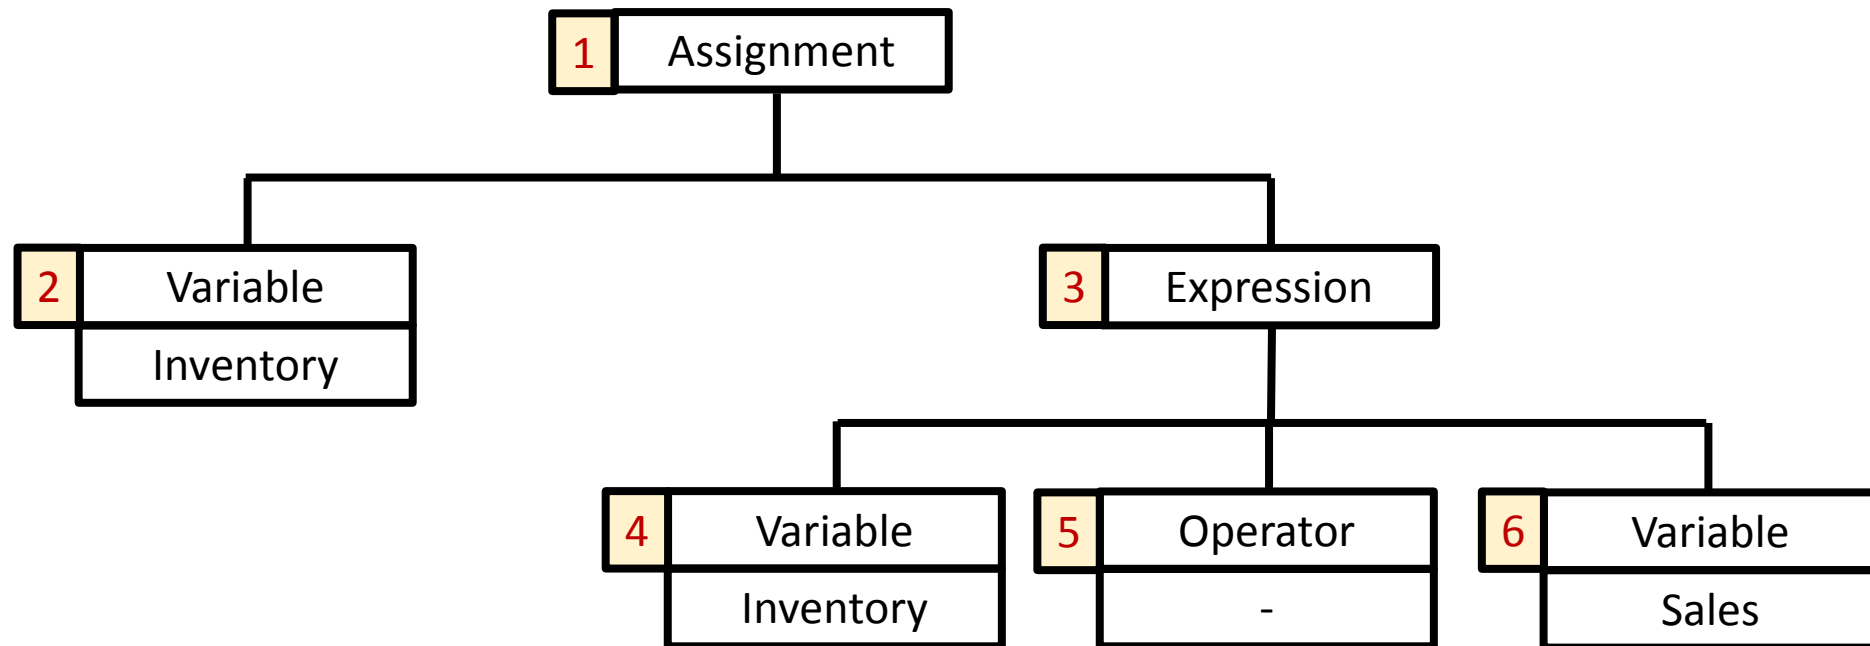 1 Assignment
2 Variable
Inventory
3 Expression
4 Variable
Inventory
5 Operator
-
6 Variable
Sales